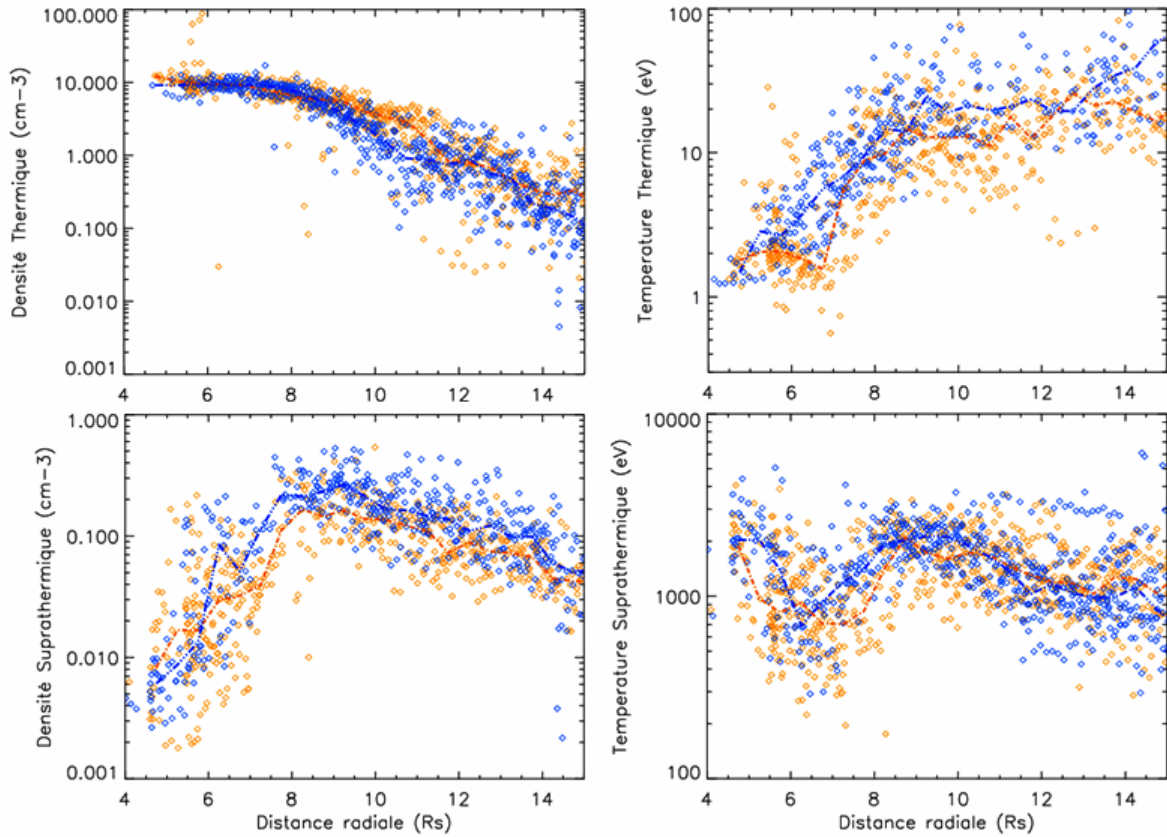 100.000
10.000
1.000
0.100
0.010
0.001
Densité Thermique (cm−3)
4 6 8 10 12 14
100
10
1
Temperature Thermique (eV)
4 6 8 10 12 14
1.000
0.100
0.010
0.001
Densité Suprathermique (cm−3)
4 6 8 10 12 14
Distance radiale (Rs)
10000
1000
100
Temperature Suprathermique (eV)
4 6 8 10 12 14
Distance radiale (Rs)